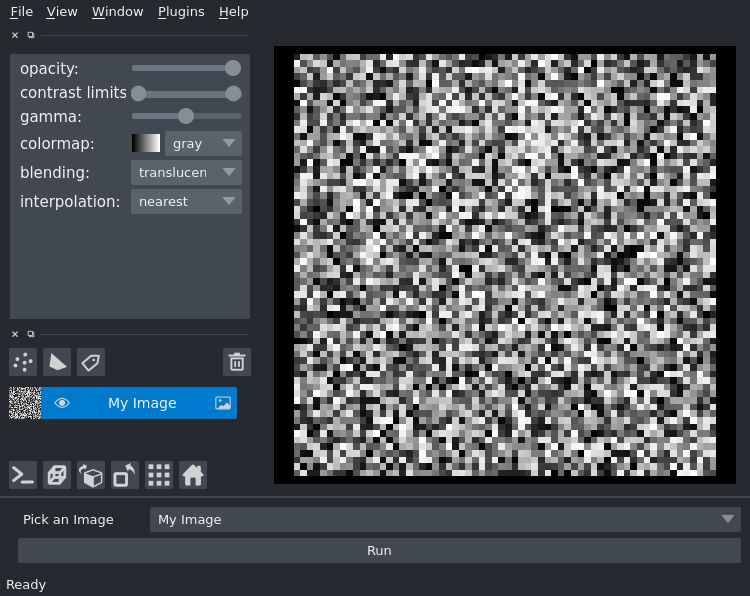 File View Window Plugins Help
opacity:
contrast limits
gamma:
colormap: gray
blending: translucen
interpolation: nearest
My Image
Pick an Image My Image
Run
Ready